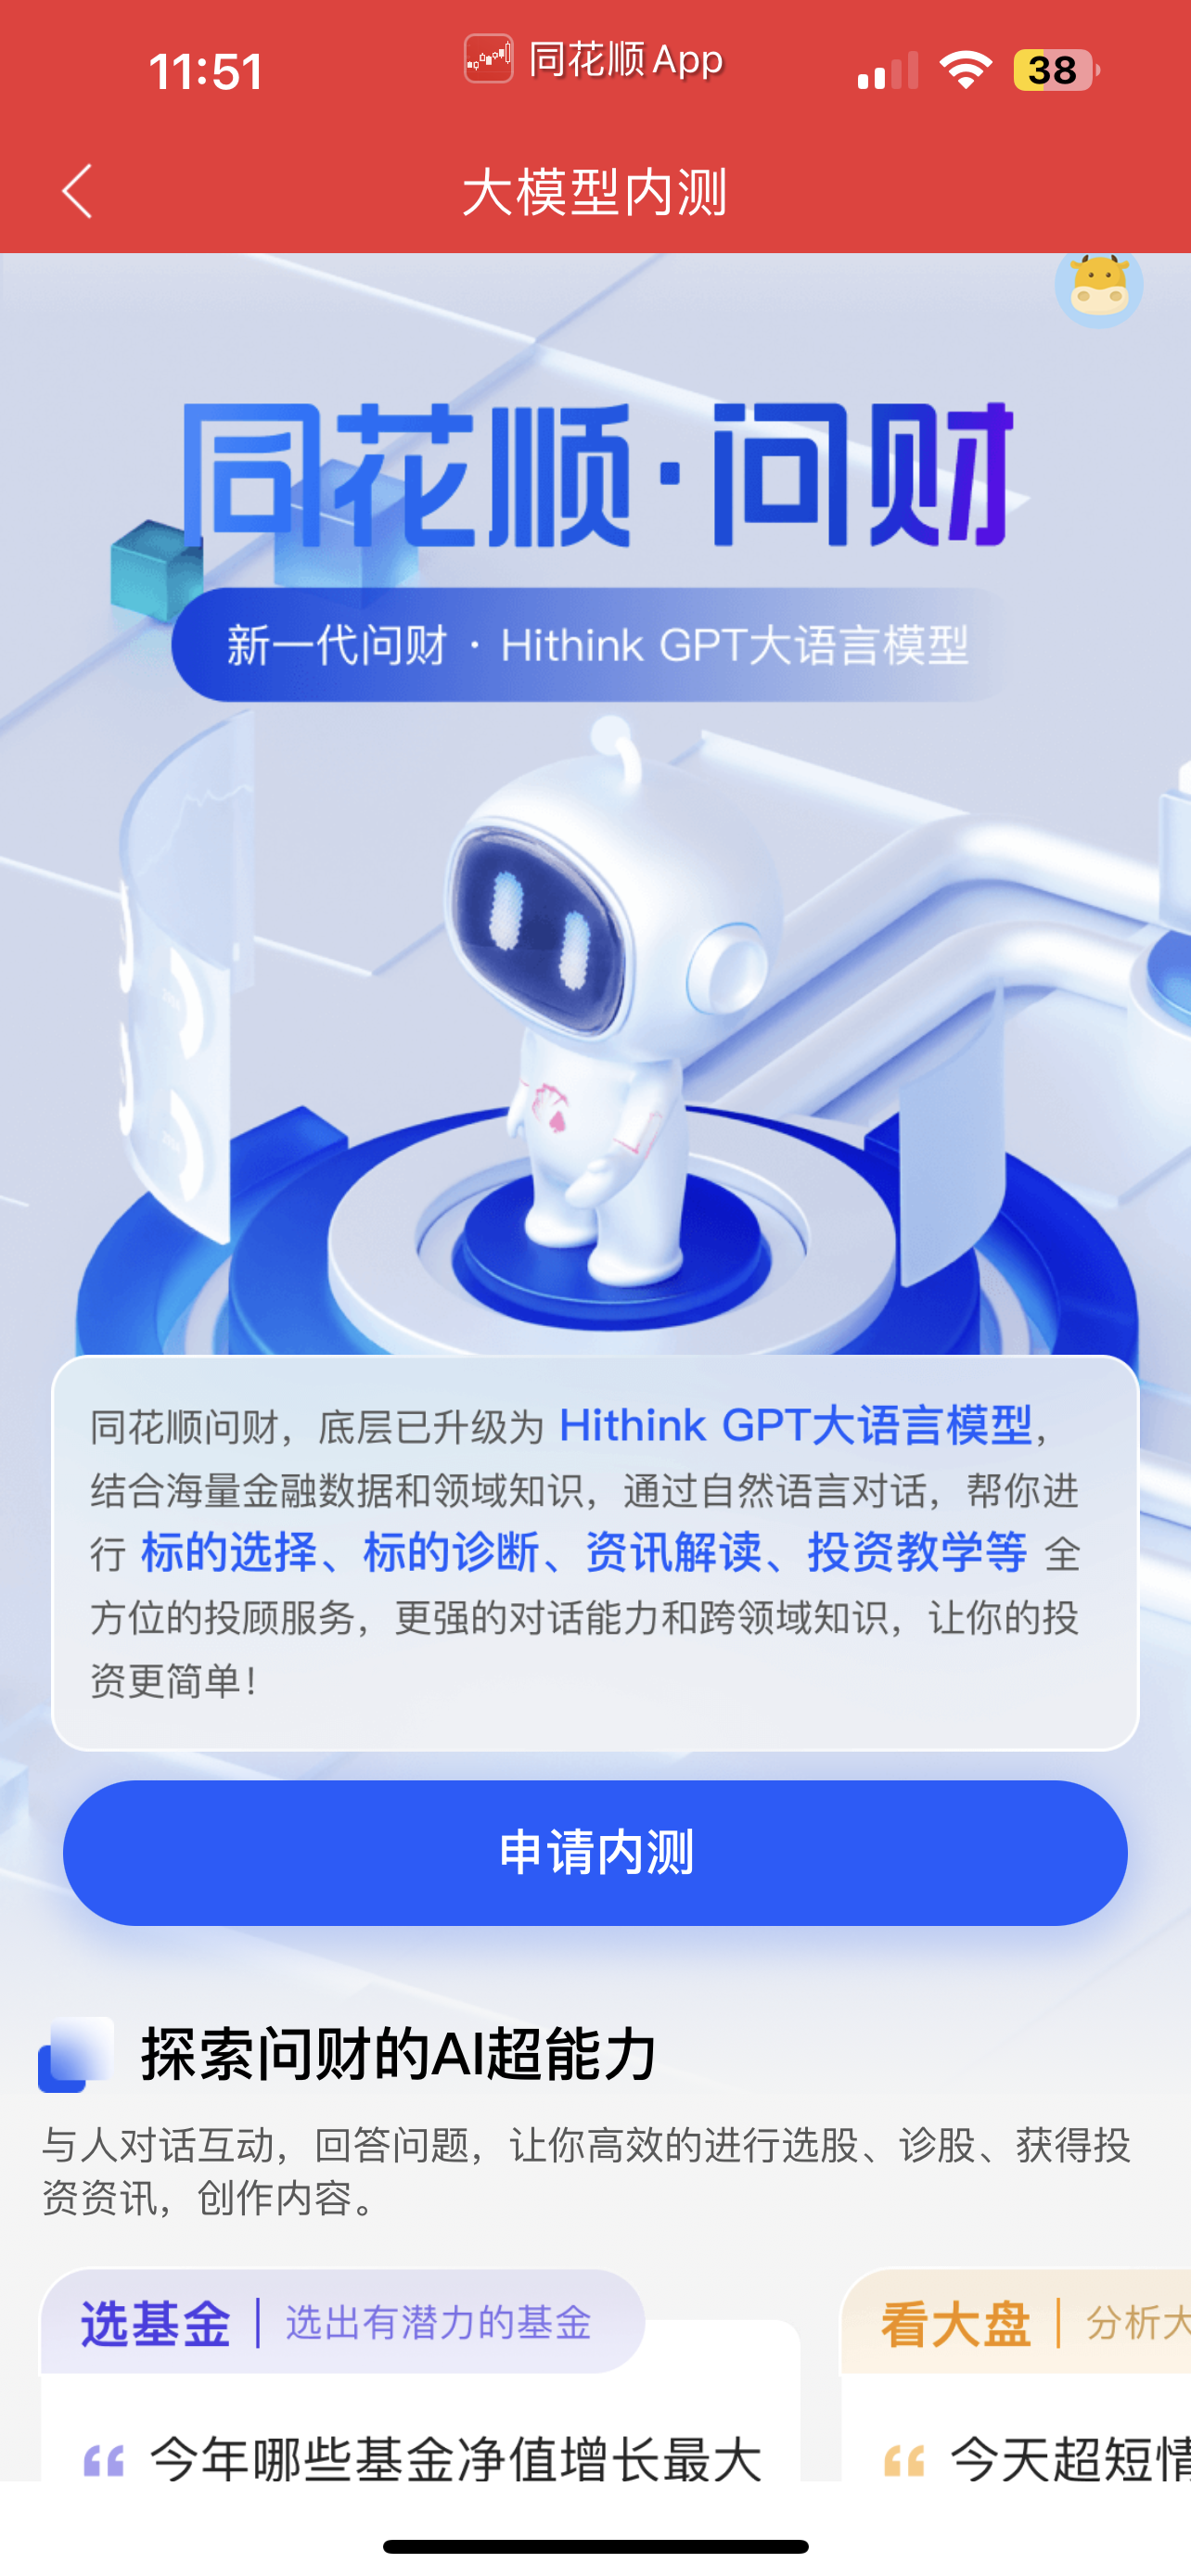 11:51
同花顺App
38
大模型内测
同花顺·问财
新一代问财 · Hithink GPT大语言模型
同花顺问财，底层已升级为 Hithink GPT大语言模型，
结合海量金融数据和领域知识，通过自然语言对话，帮你进
行 标的选择、标的诊断、资讯解读、投资教学等 全
方位的投顾服务，更强的对话能力和跨领域知识，让你的投
资更简单！
申请内测
探索问财的AI超能力
与人对话互动，回答问题，让你高效的进行选股、诊股、获得投
资资讯，创作内容。
选基金 | 选出有潜力的基金
看大盘 | 分析大
“ 今年哪些基金净值增长最大
“ 今天超短情